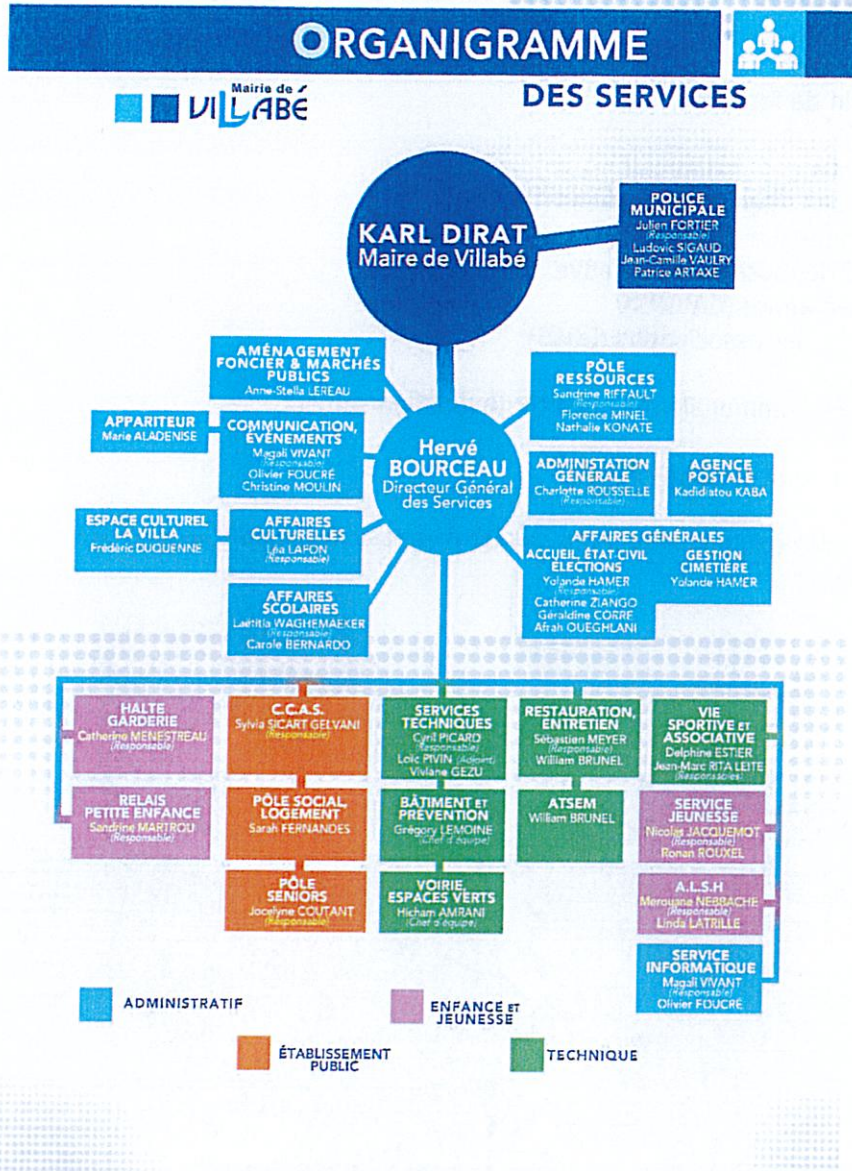 ORGANIGRAMME
DES SERVICES
Mairie de
VILLABÉ
KARL DIRAT
Maire de Villabé
POLICE
MUNICIPALE
Julien FORTIER
(Responsable)
Ludovic SIGAUD
Jean-Camille VAULRY
Patrice ARTAXE
AMÉNAGEMENT
FONCIER & MARCHÉS
PUBLICS
Anne-Stella LEREAU
PÔLE
RESSOURCES
Sandrine RIFFAULT
(Responsable)
Florence MINEL
Nathalie KONATE
APPARITEUR
Marie ALADENISE
COMMUNICATION,
ÉVÉNEMENTS
Magali VIVANT
(Responsable)
Olivier FOUCRÉ
Christine MOULIN
Hervé
BOURCEAU
Directeur Général
des Services
ADMINISTATION
GÉNÉRALE
Charlotte ROUSSELLE
(Responsable)
AGENCE
POSTALE
Kadidiatou KABA
ESPACE CULTUREL
LA VILLA
Frédéric DUQUENNE
AFFAIRES
CULTURELLES
Léa LAFON
(Responsable)
AFFAIRES GÉNÉRALES
ACCUEIL, ÉTAT CIVIL
ÉLECTIONS
Yolande HAMER
(Responsable)
Catherine ZIANGO
Géraldine CORRE
Afrah OUEGHLANI
GESTION
CIMETIÈRE
Yolande HAMER
AFFAIRES
SCOLAIRES
Laëtitia WAGHEMAEKER
(Responsable)
Carole BERNARDO
HALTE
GARDERIE
Catherine MENESTREAU
(Responsable)
C.C.A.S.
Sylvia SICART GELVANI
(Responsable)
SERVICES
TECHNIQUES
Cyril PICARD
(Responsable)
Loïc PIVIN (Adjoint)
Viviane GEZU
RESTAURATION,
ENTRETIEN
Sébastien MEYER
(Responsable)
William BRUNEL
VIE
SPORTIVE ET
ASSOCIATIVE
Delphine ESTIER
Jean-Marc RITA LEITE
(Responsables)
RELAIS
PETITE ENFANCE
Sandrine MARTROU
(Responsable)
PÔLE SOCIAL,
LOGEMENT
Sarah FERNANDES
BÂTIMENT ET
PRÉVENTION
Grégory LEMOINE
(Chef d'équipe)
ATSEM
William BRUNEL
SERVICE
JEUNESSE
Nicolas JACQUEMOT
(Responsable)
Ronan ROUXEL
PÔLE
SENIORS
Jocelyne COUTANT
(Responsable)
VOIRIE,
ESPACES VERTS
Hicham AMRANI
(Chef d'équipe)
A.L.S.H
Merouane NEBBACHE
(Responsable)
Linda LATRILLE
SERVICE
INFORMATIQUE
Magali VIVANT
(Responsable)
Olivier FOUCRÉ
ADMINISTRATIF
ENFANCE ET
JEUNESSE
ÉTABLISSEMENT
PUBLIC
TECHNIQUE